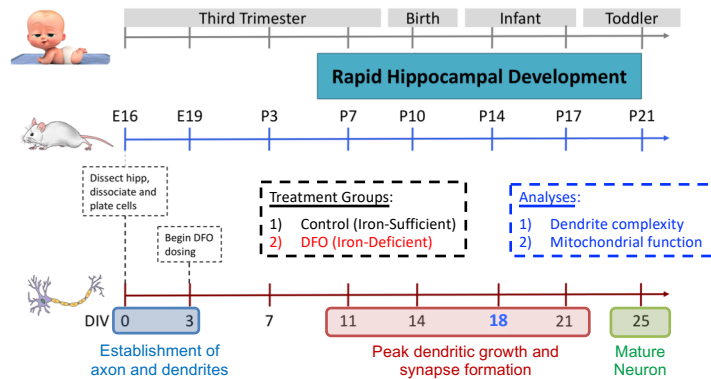 Third Trimester Birth Infant Toddler
Rapid Hippocampal Development
E16 E19 P3 P7 P10 P14 P17 P21
Dissect hipp,
dissociate and
plate cells
Begin DFO
dosing
Treatment Groups:
1) Control (Iron-Sufficient)
2) DFO (Iron-Deficient)
Analyses:
1) Dendrite complexity
2) Mitochondrial function
DIV 0 3 7 11 14 18 21 25
Establishment of
axon and dendrites
Peak dendritic growth and
synapse formation
Mature
Neuron